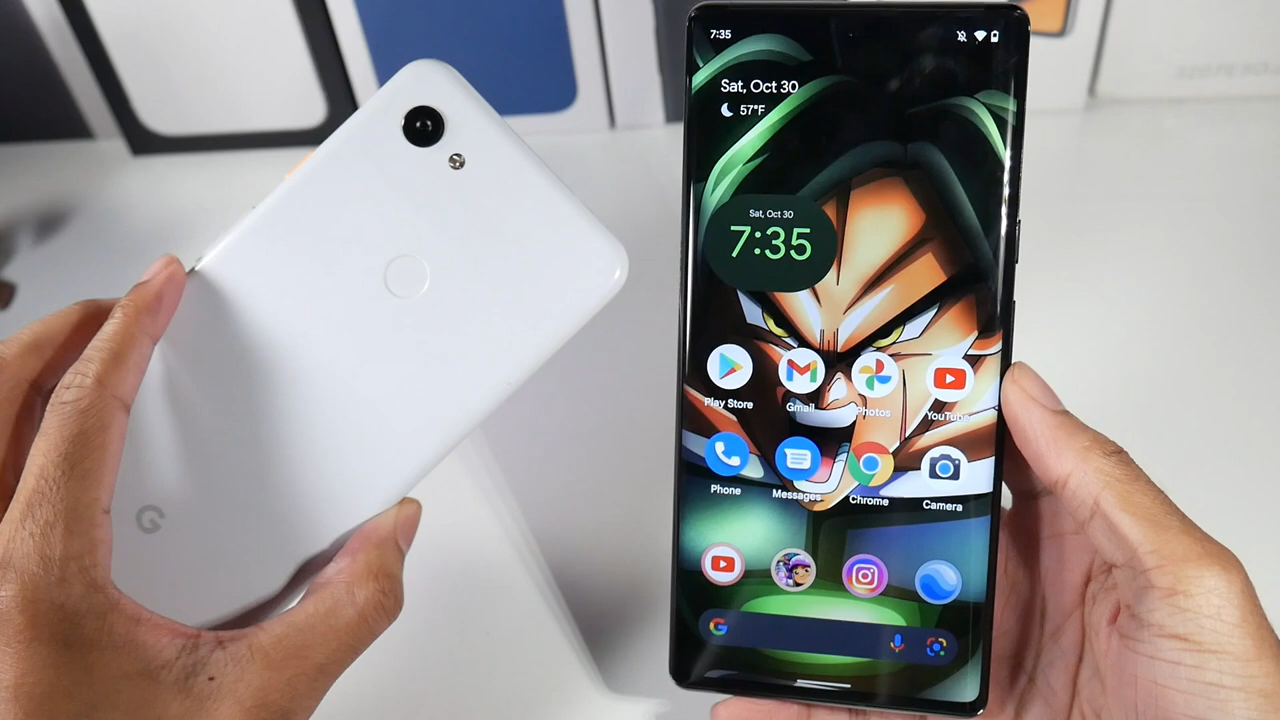 7:35
Sat, Oct 30
57°F
Sat, Oct 30
7:35
Play Store
Gmail
Photos
YouTube
Phone
Messages
Chrome
Camera